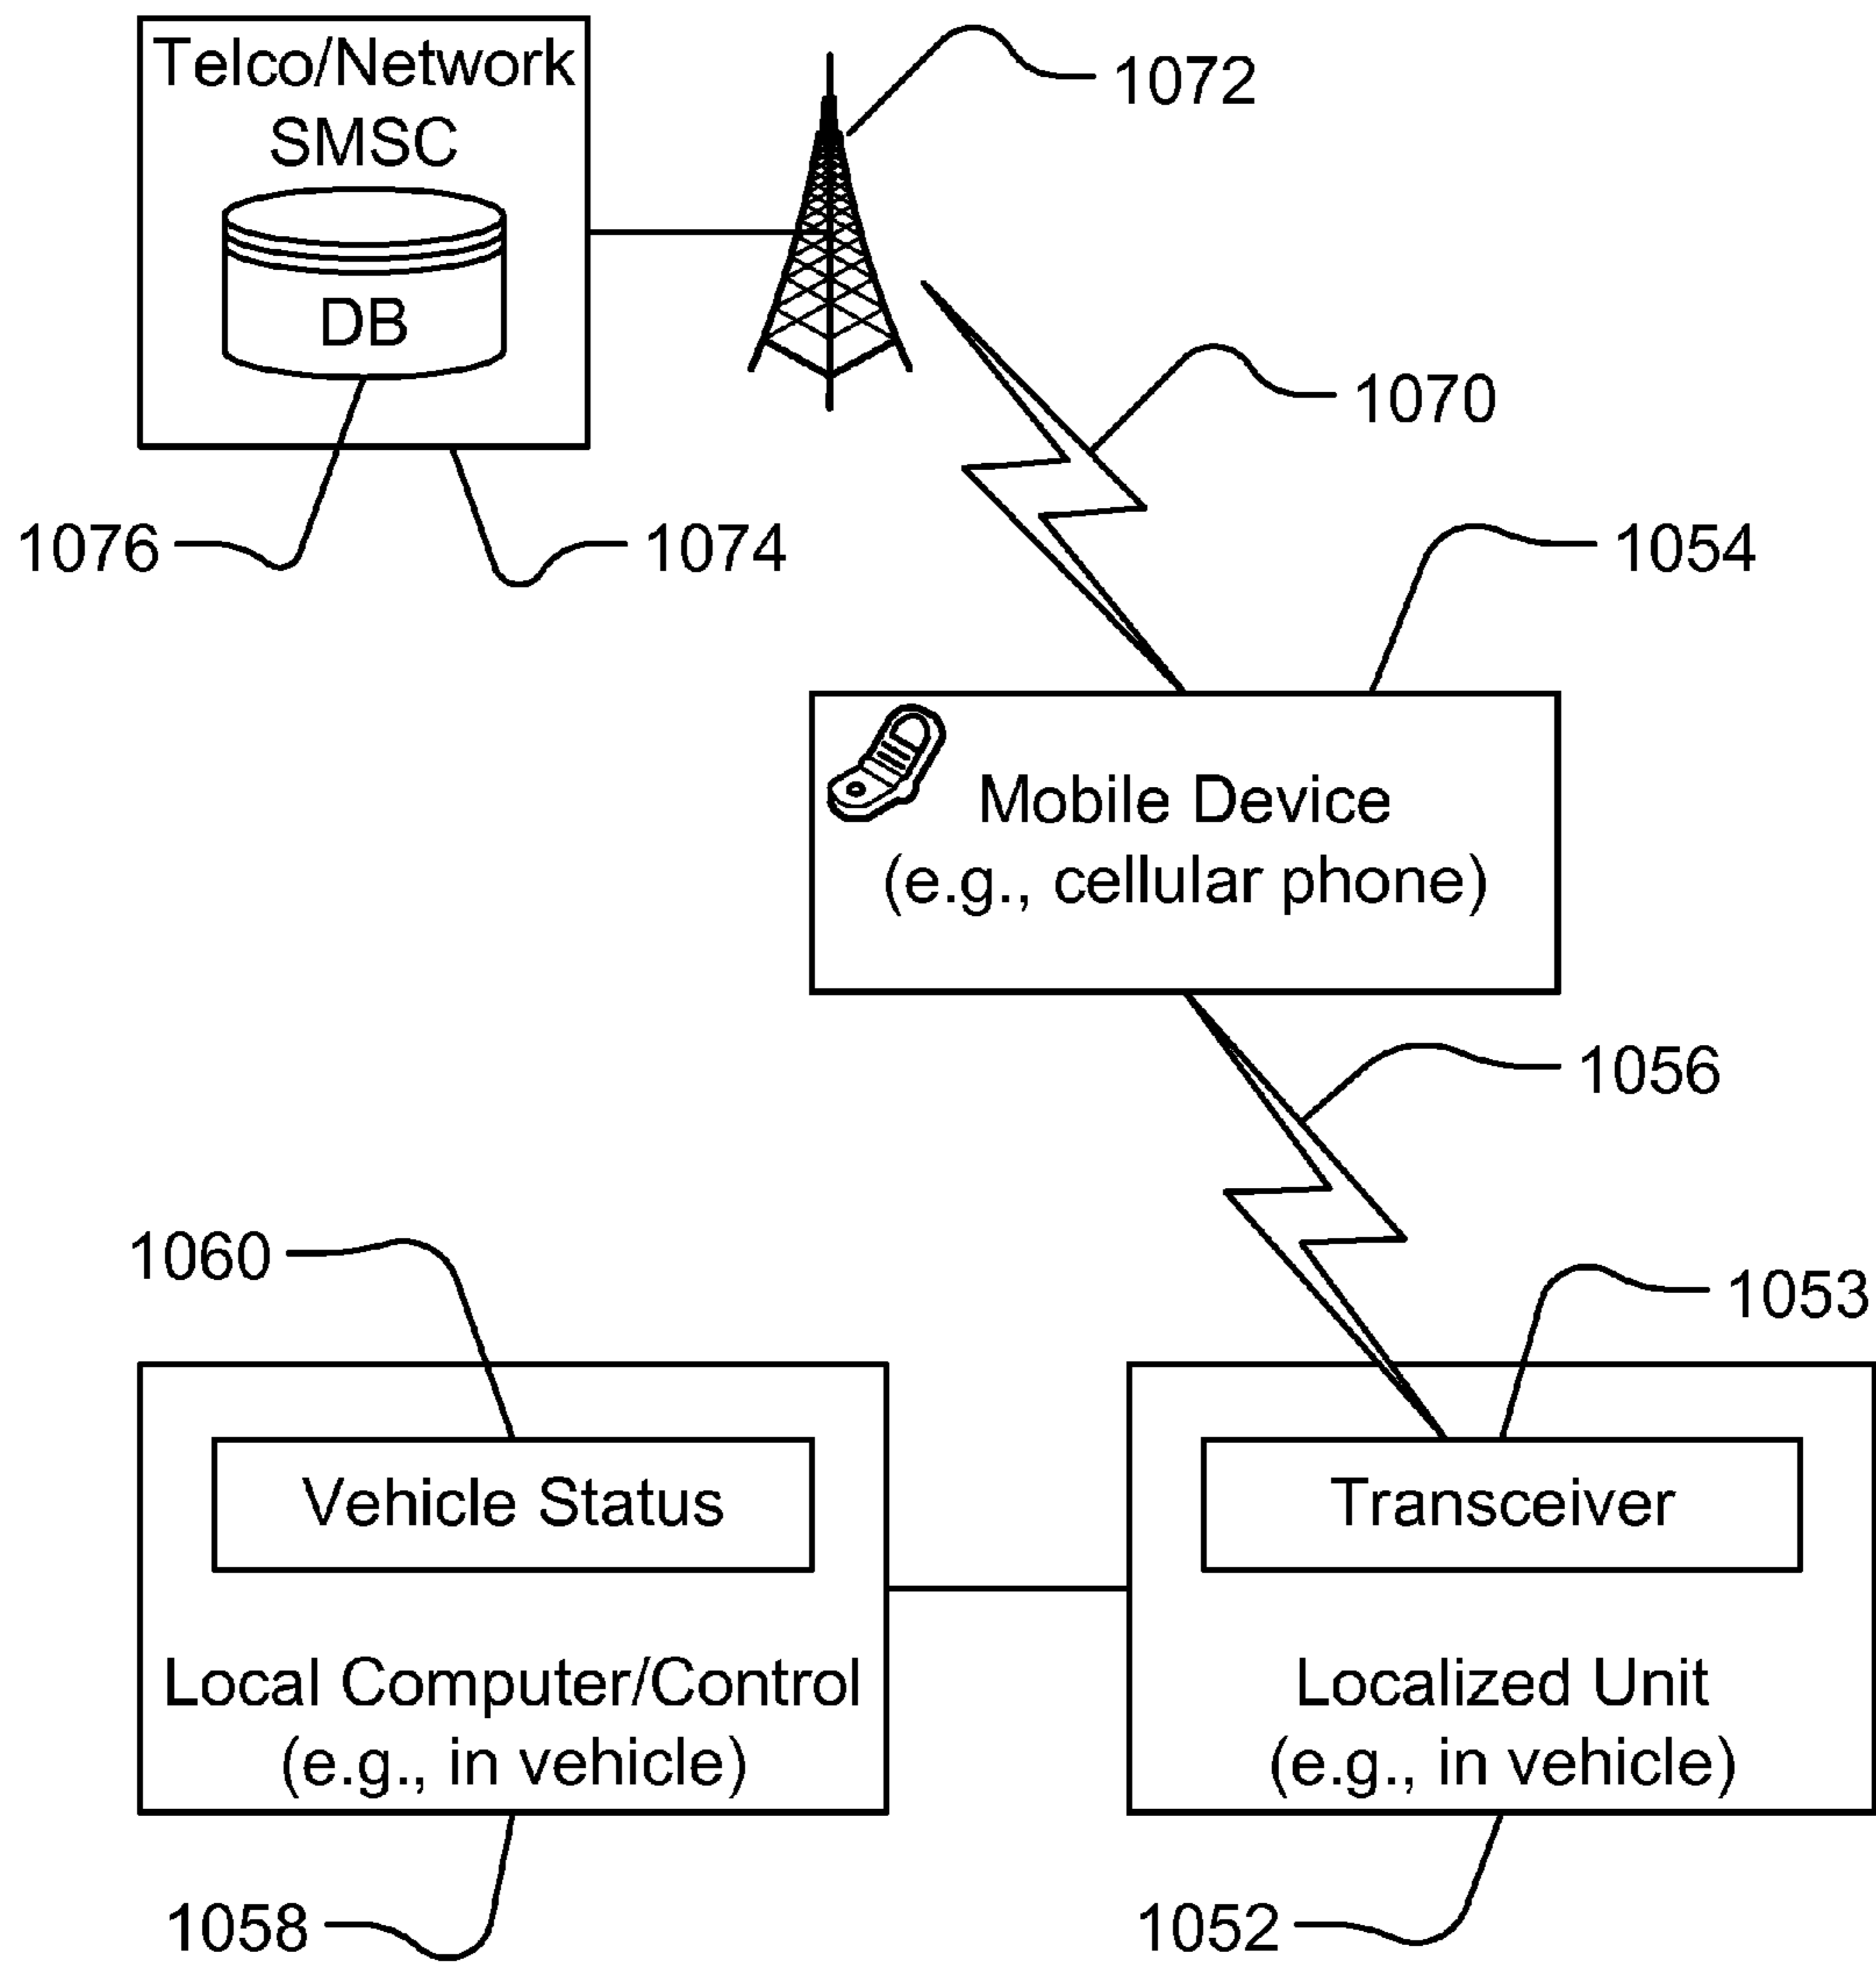 Telco/Network
SMSC
DB
1072
1070
1076
1074
1054
Mobile Device
(e.g., cellular phone)
1056
1060
1053
Vehicle Status
Transceiver
Local Computer/Control
(e.g., in vehicle)
Localized Unit
(e.g., in vehicle)
1058
1052